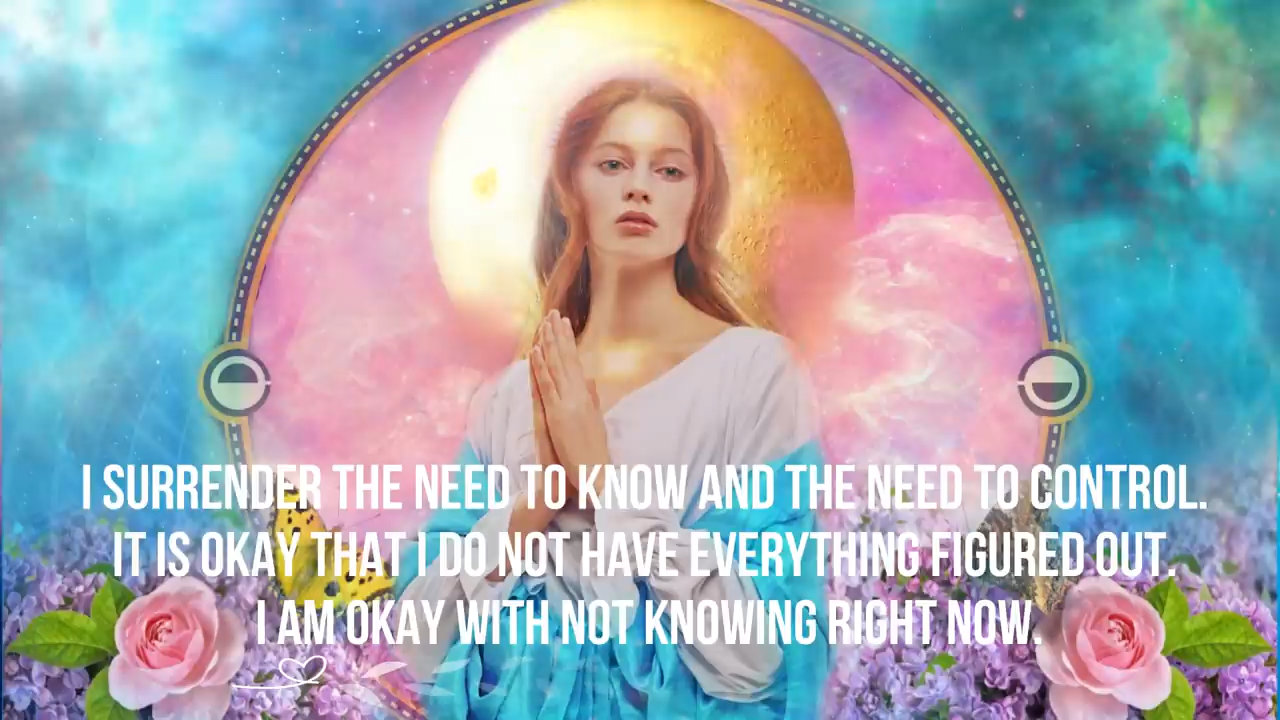 I SURRENDER THE NEED TO KNOW AND THE NEED TO CONTROL.
IT IS OKAY THAT I DO NOT HAVE EVERYTHING FIGURED OUT.
I AM OKAY WITH NOT KNOWING RIGHT NOW.